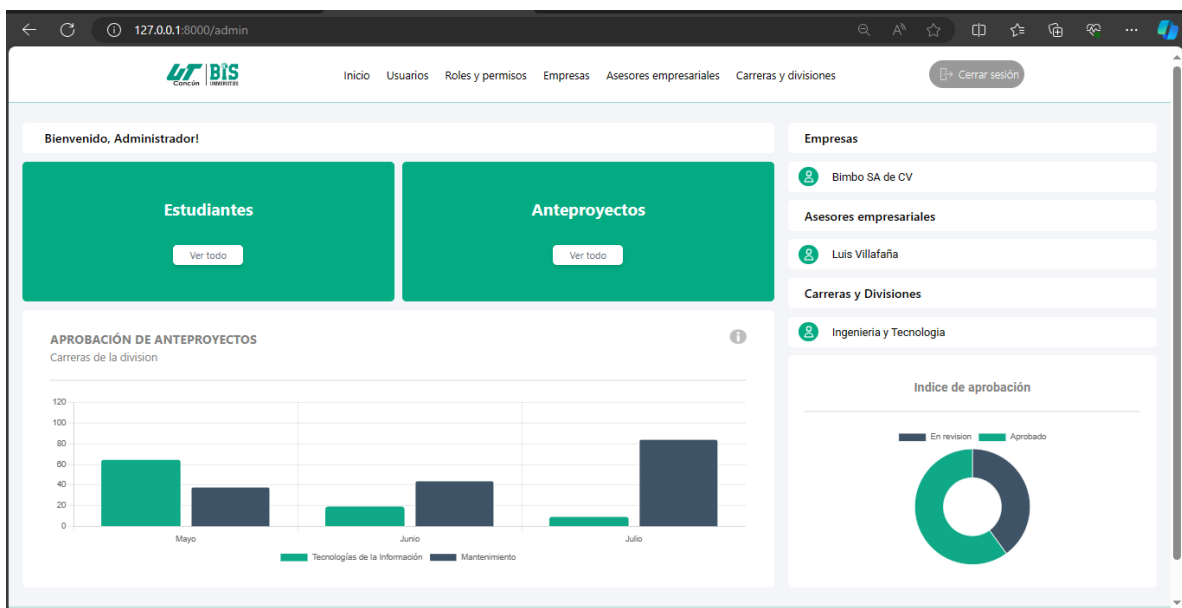 127.0.0.1:8000/admin
UT Cancún BIS UNIVERSITIES
Inicio Usuarios Roles y permisos Empresas Asesores empresariales Carreras y divisiones Cerrar sesión
Bienvenido, Administrador!
Estudiantes
Ver todo
Anteproyectos
Ver todo
APROBACIÓN DE ANTEPROYECTOS
Carreras de la division
120
100
80
60
40
20
0
Mayo Junio Julio
Tecnologías de la Información Mantenimiento
Empresas
Bimbo SA de CV
Asesores empresariales
Luis Villafaña
Carreras y Divisiones
Ingenieria y Tecnologia
Indice de aprobación
En revision Aprobado